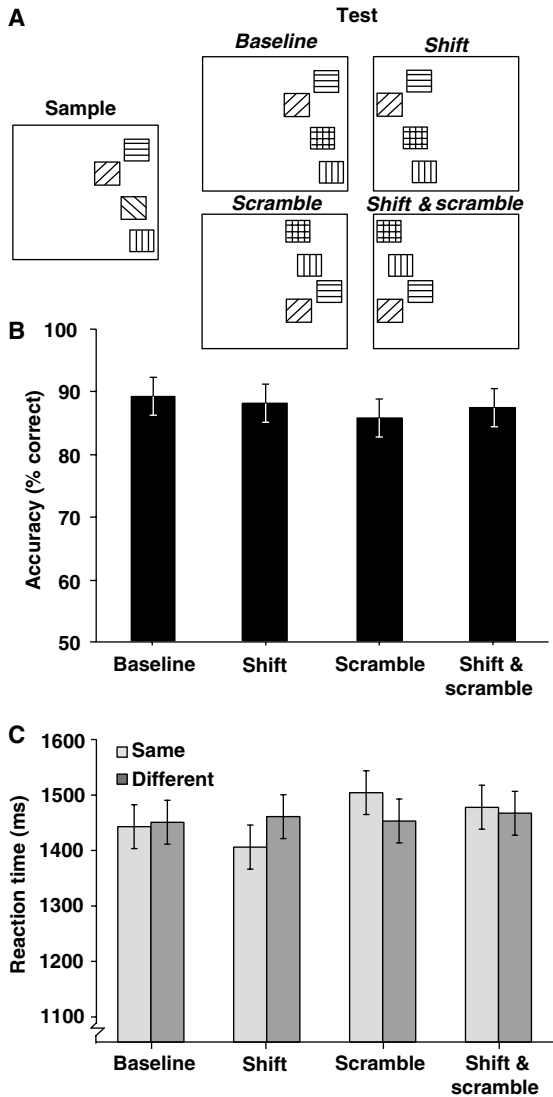 A
Test
Baseline
Shift
Sample
Scramble
Shift & scramble
B
100
90
80
70
60
50
Accuracy (% correct)
Baseline
Shift
Scramble
Shift &
scramble
C
1600
1500
1400
1300
1200
1100
Reaction time (ms)
Same
Different
Baseline
Shift
Scramble
Shift &
scramble